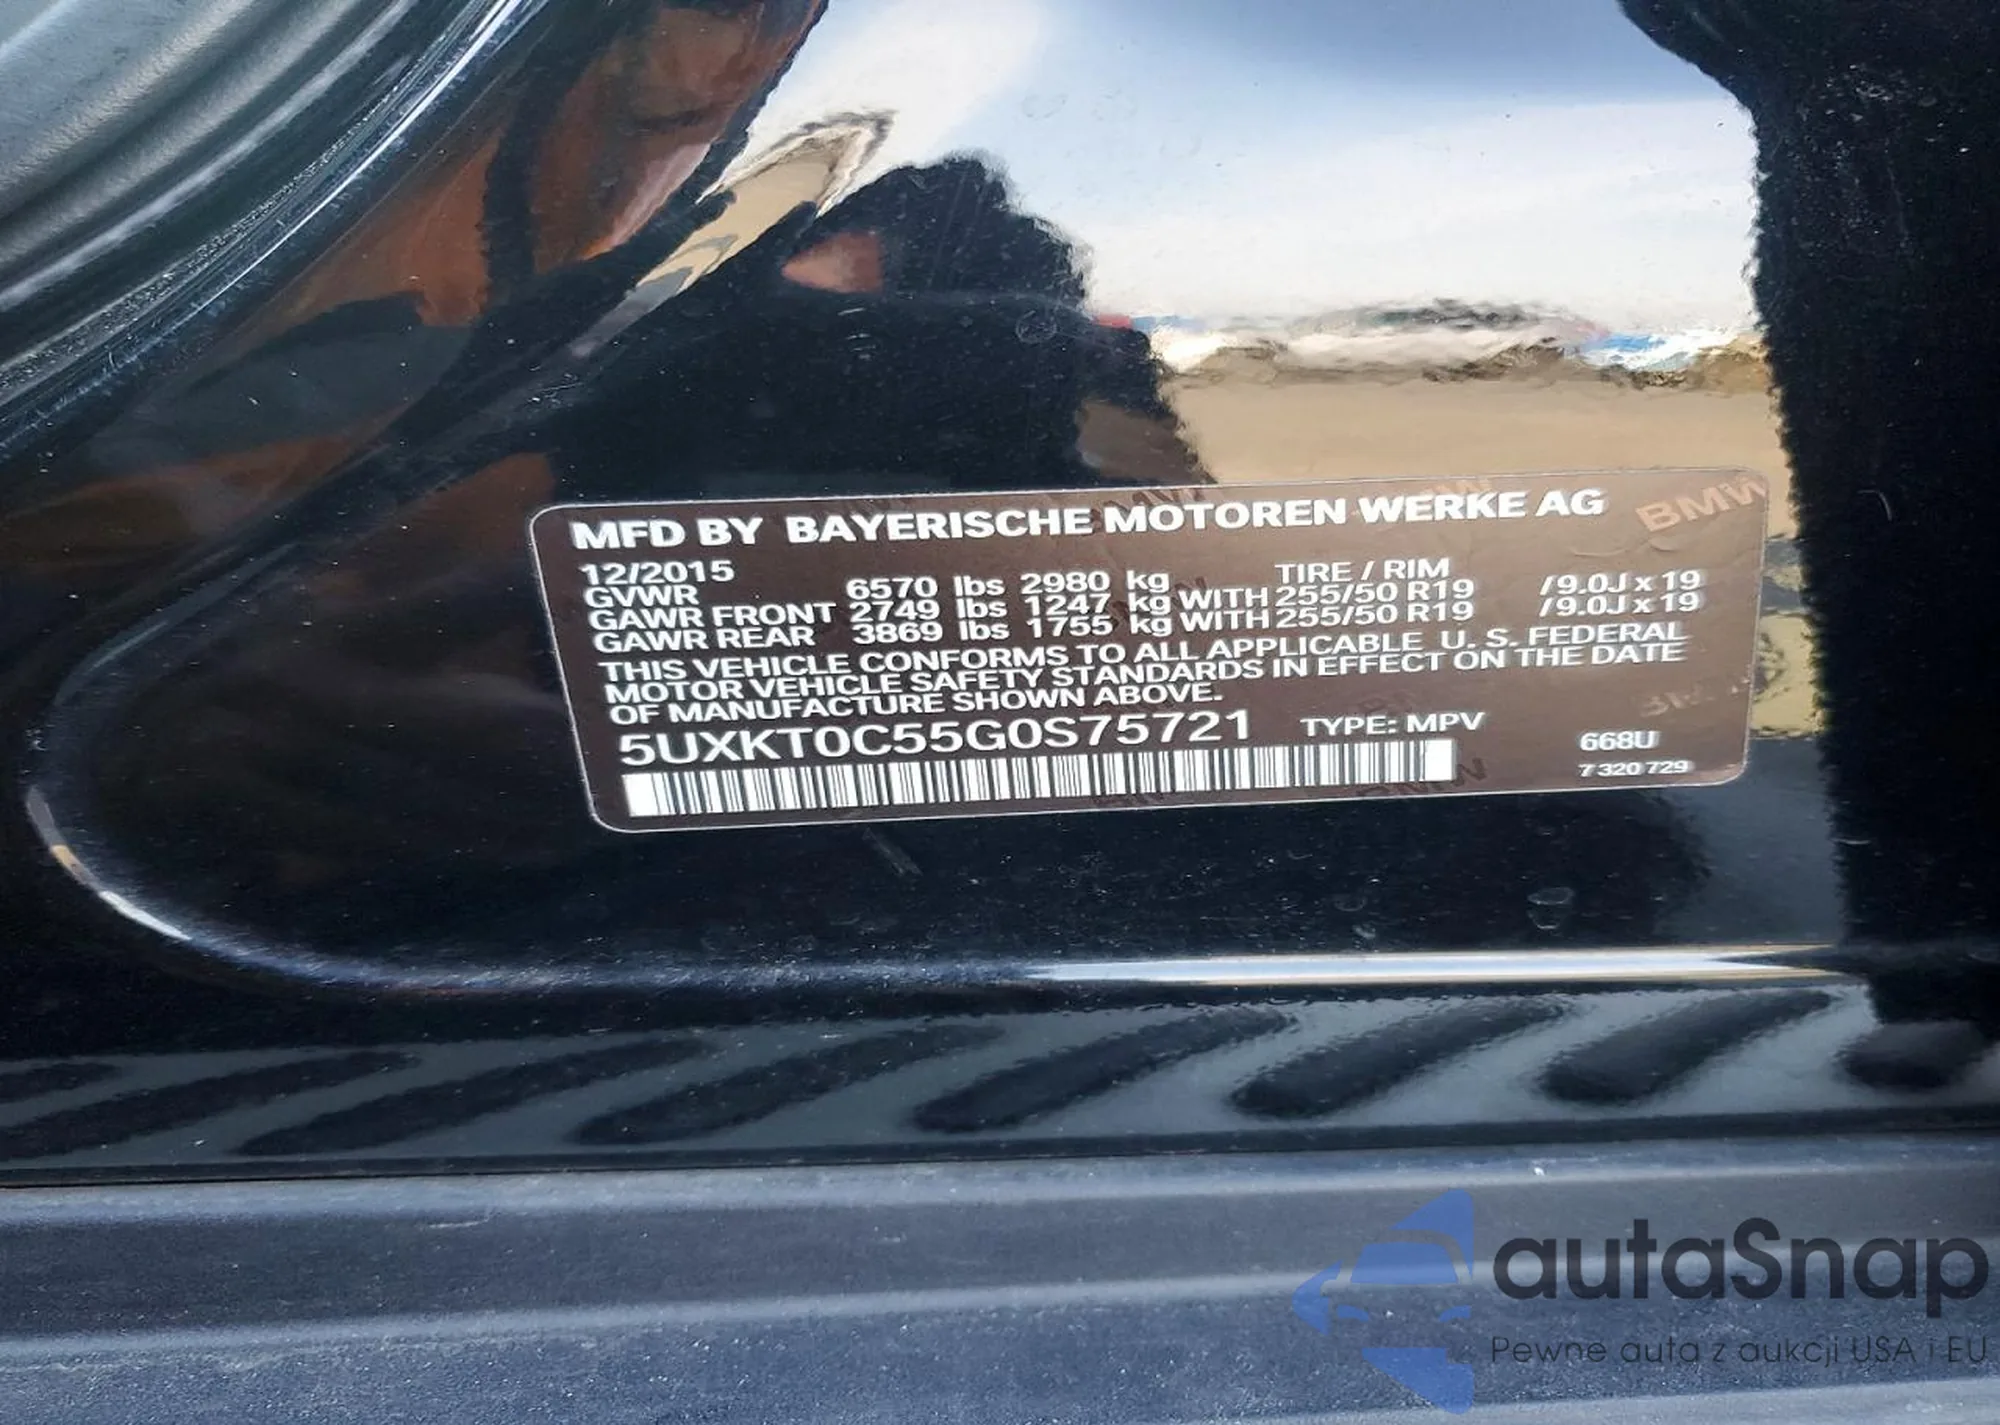 MFD BY BAYERISCHE MOTOREN WERKE AG
BMW
12/2015 TIRE / RIM
GVWR 6570 lbs 2980 kg
GAWR FRONT 2749 lbs 1247 kg WITH 255/50 R19 /9.0J x 19
GAWR REAR 3869 lbs 1755 kg WITH 255/50 R19 /9.0J x 19
THIS VEHICLE CONFORMS TO ALL APPLICABLE U. S. FEDERAL
MOTOR VEHICLE SAFETY STANDARDS IN EFFECT ON THE DATE
OF MANUFACTURE SHOWN ABOVE.
5UXKT0C55G0S75721 TYPE: MPV 668U
7 320 729
autaSnap
Pewne auta z aukcji USA i EU